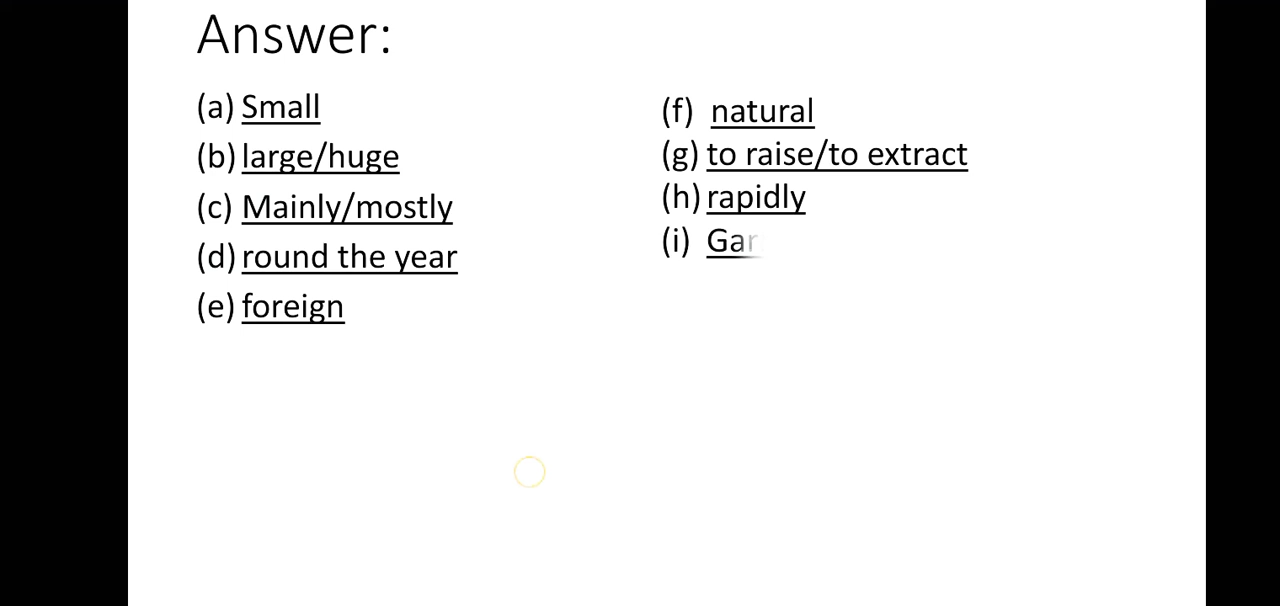 Answer:
(a) Small
(b) large/huge
(c) Mainly/mostly
(d) round the year
(e) foreign
(f) natural
(g) to raise/to extract
(h) rapidly
(i)